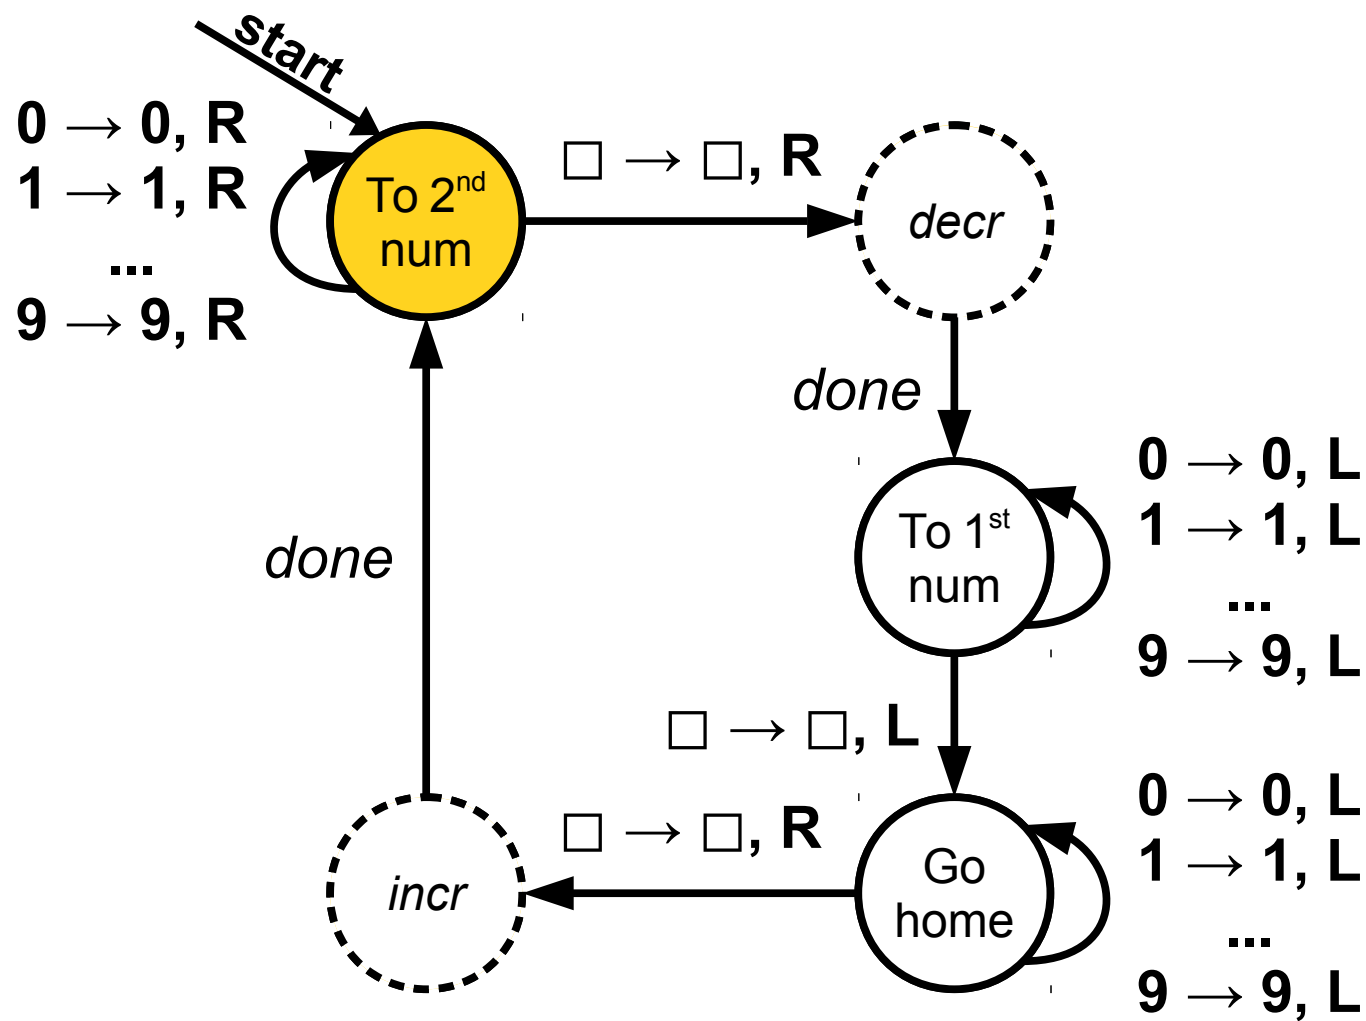 start
0 → 0, R
1 → 1, R
...
9 → 9, R
To 2nd
num
□ → □, R
decr
done
0 → 0, L
1 → 1, L
...
9 → 9, L
To 1st
num
done
□ → □, L
0 → 0, L
1 → 1, L
...
9 → 9, L
□ → □, R
Go
home
incr